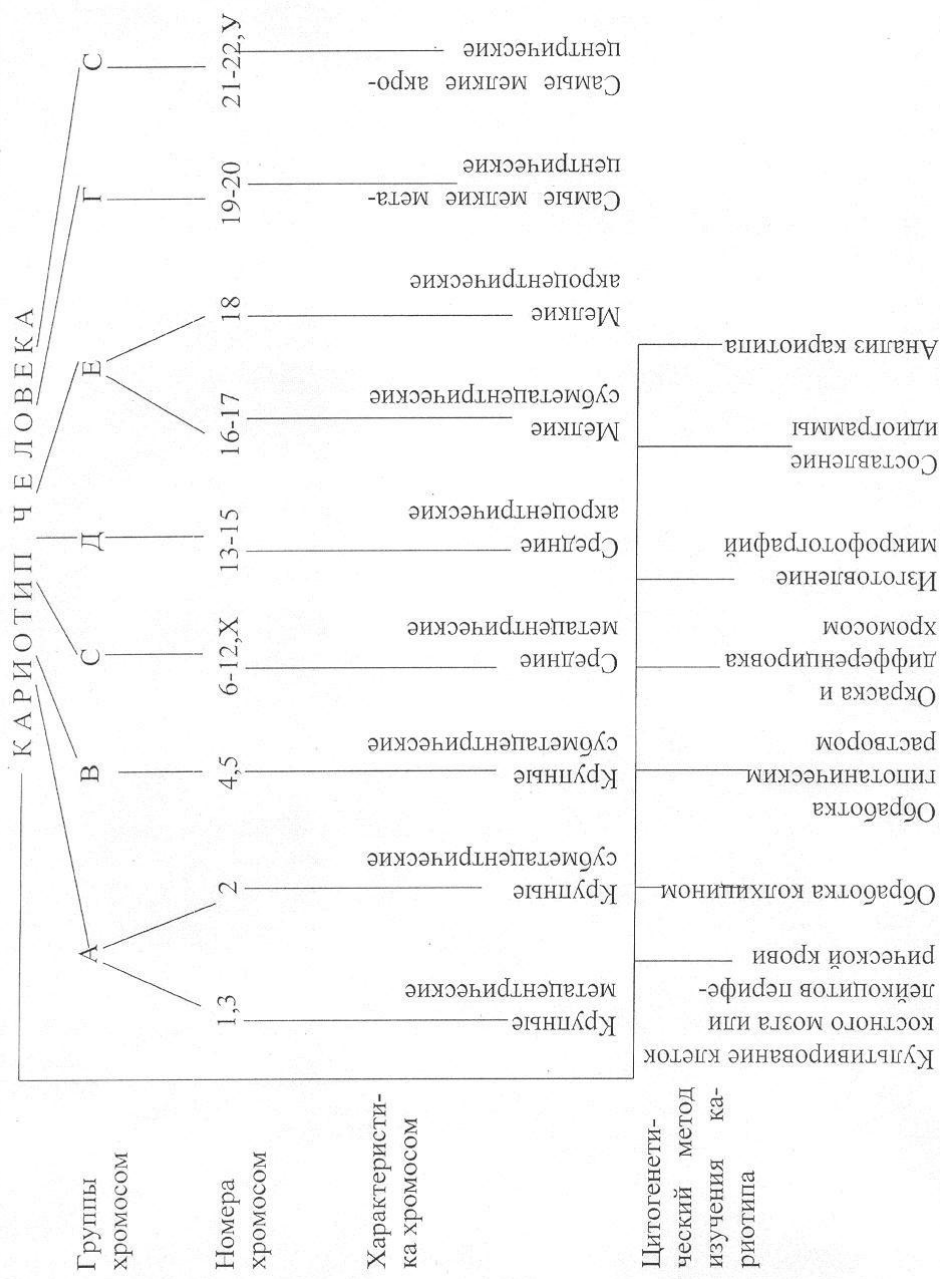 КАРИОТИП ЧЕЛОВЕКА
Группы
хромосом
А
В
С
Д
Е
Г
С
Номера
хромосом
1,3
2
4,5
6-12,X
13-15
16-17
18
19-20
21-22,У
Характеристи-
ка хромосом
Крупные
метацентрические
Крупные
субметацентрические
Крупные
субметацентрические
Средние
метацентрические
Средние
акроцентрические
Мелкие
субметацентрические
Мелкие
акроцентрические
Самые мелкие мета-
центрические
Самые мелкие акро-
центрические
Цитогенети-
ческий метод
изучения ка-
риотипа
Культивирование клеток
костного мозга или
лейкоцитов перифе-
рической крови
Обработка колхицином
Обработка
гипотаническим
раствором
Окраска и
дифференцировка
хромосом
Изготовление
микрофотографий
Составление
идиограммы
Анализ кариотипа